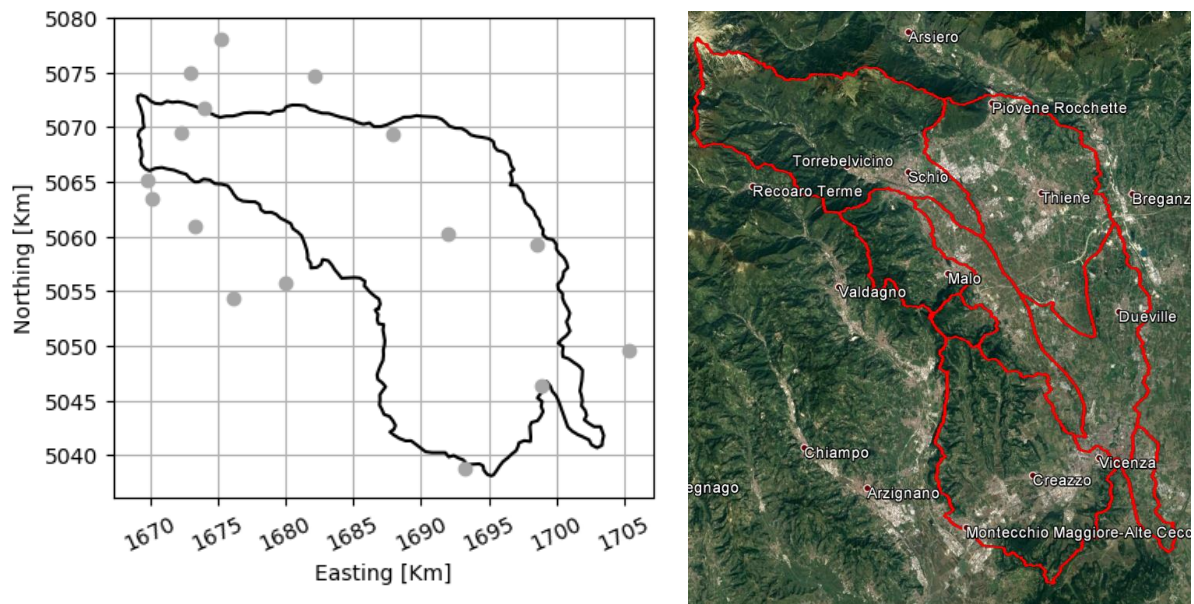 5080
5075
5070
5065
5060
5055
5050
5045
5040
Northing [Km]
1670
1675
1680
1685
1690
1695
1700
1705
Easting [Km]
Arsiero
Piovene Rocchette
Torrebelvicino
Schio
Recoaro Terme
Thiene
Breganz
Malo
Valdagno
Dueville
Chiampo
Vicenza
Creazzo
egnago
Arzignano
Montecchio Maggiore-Alte Cecc